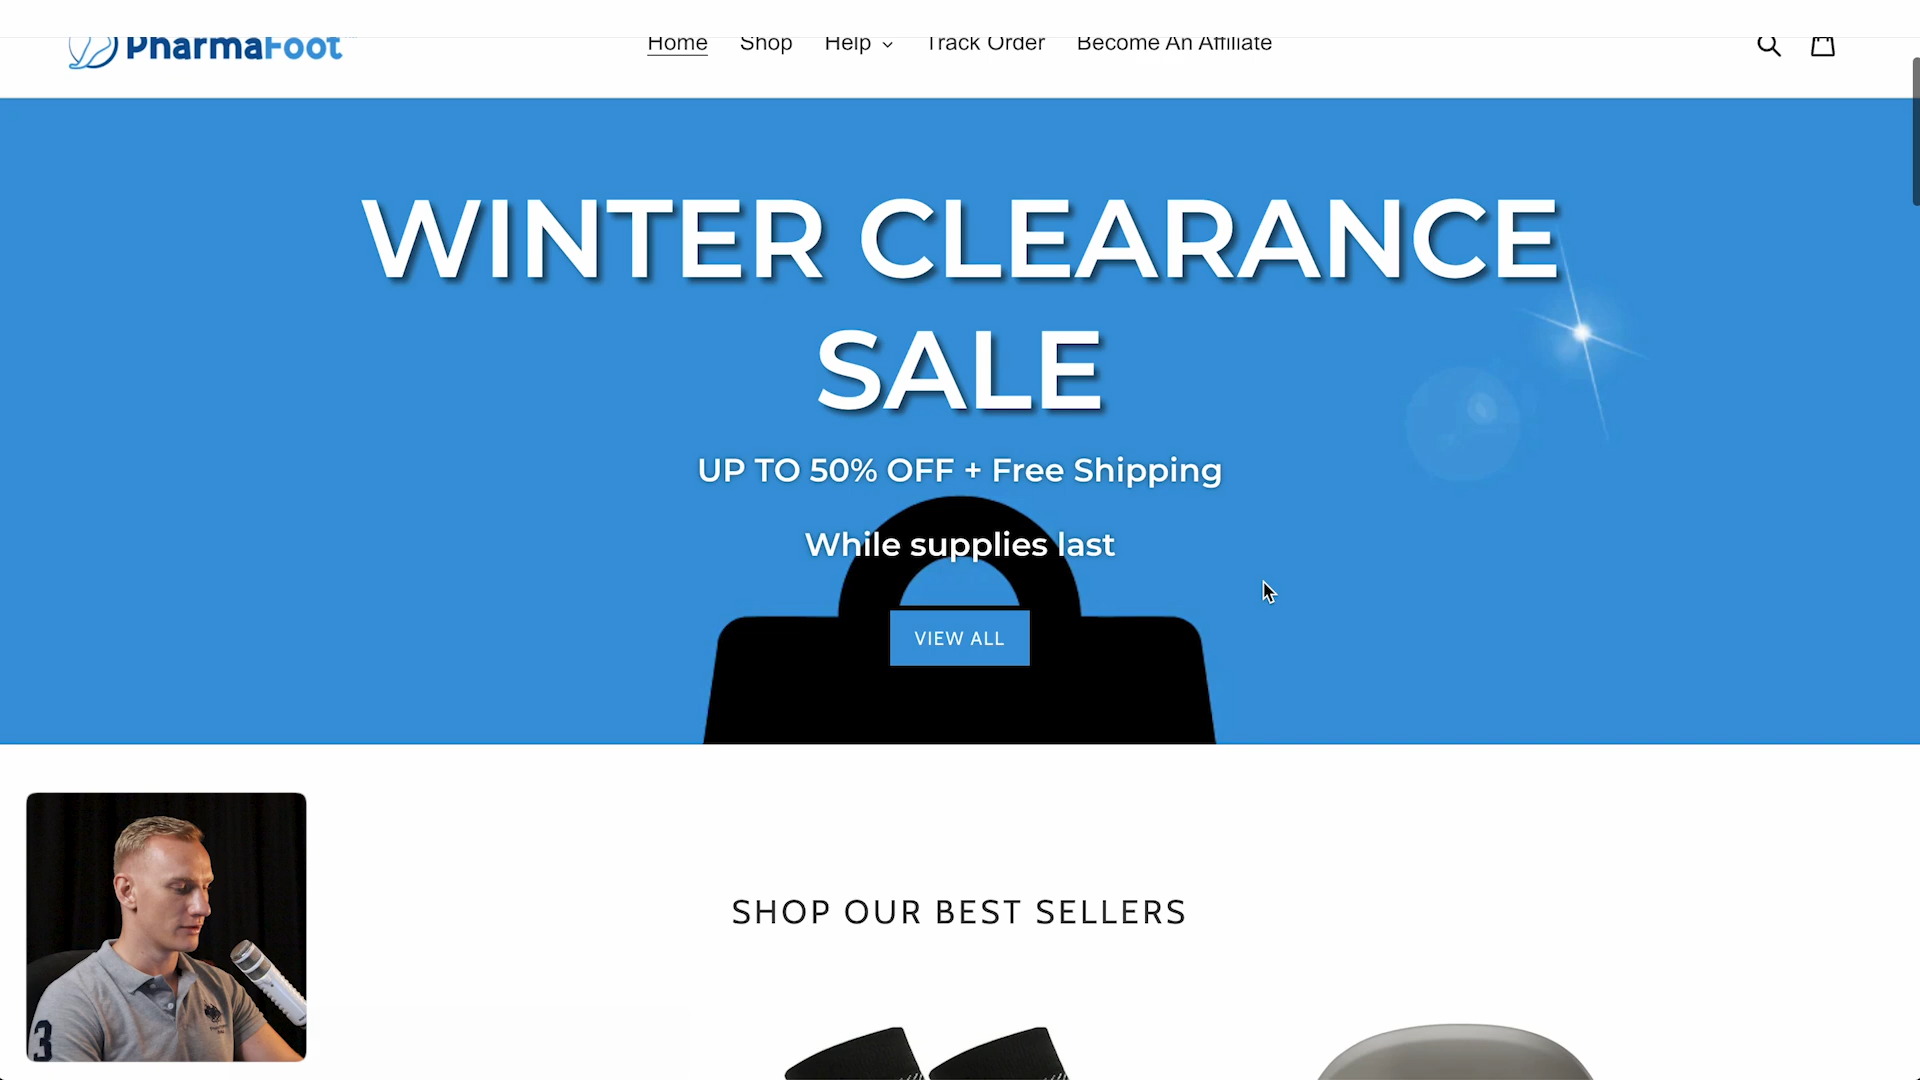 PharmaFoot
Home Shop Help Track Order Become An Affiliate
WINTER CLEARANCE
SALE
UP TO 50% OFF + Free Shipping
While supplies last
VIEW ALL
SHOP OUR BEST SELLERS
3